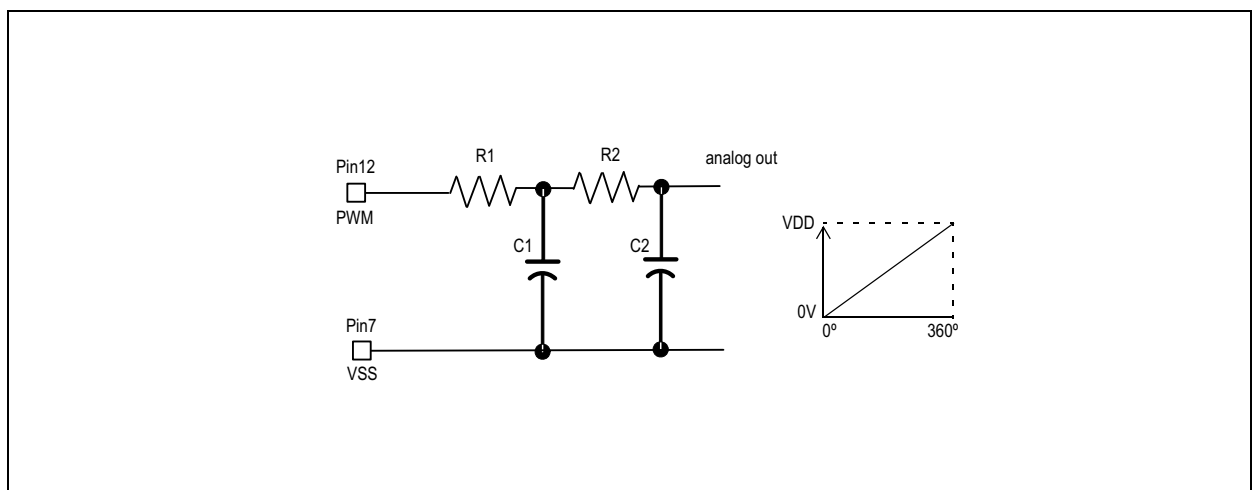 R1
R2
analog out
Pin12
PWM
C1
C2
VDD
0V
0º
360º
Pin7
VSS